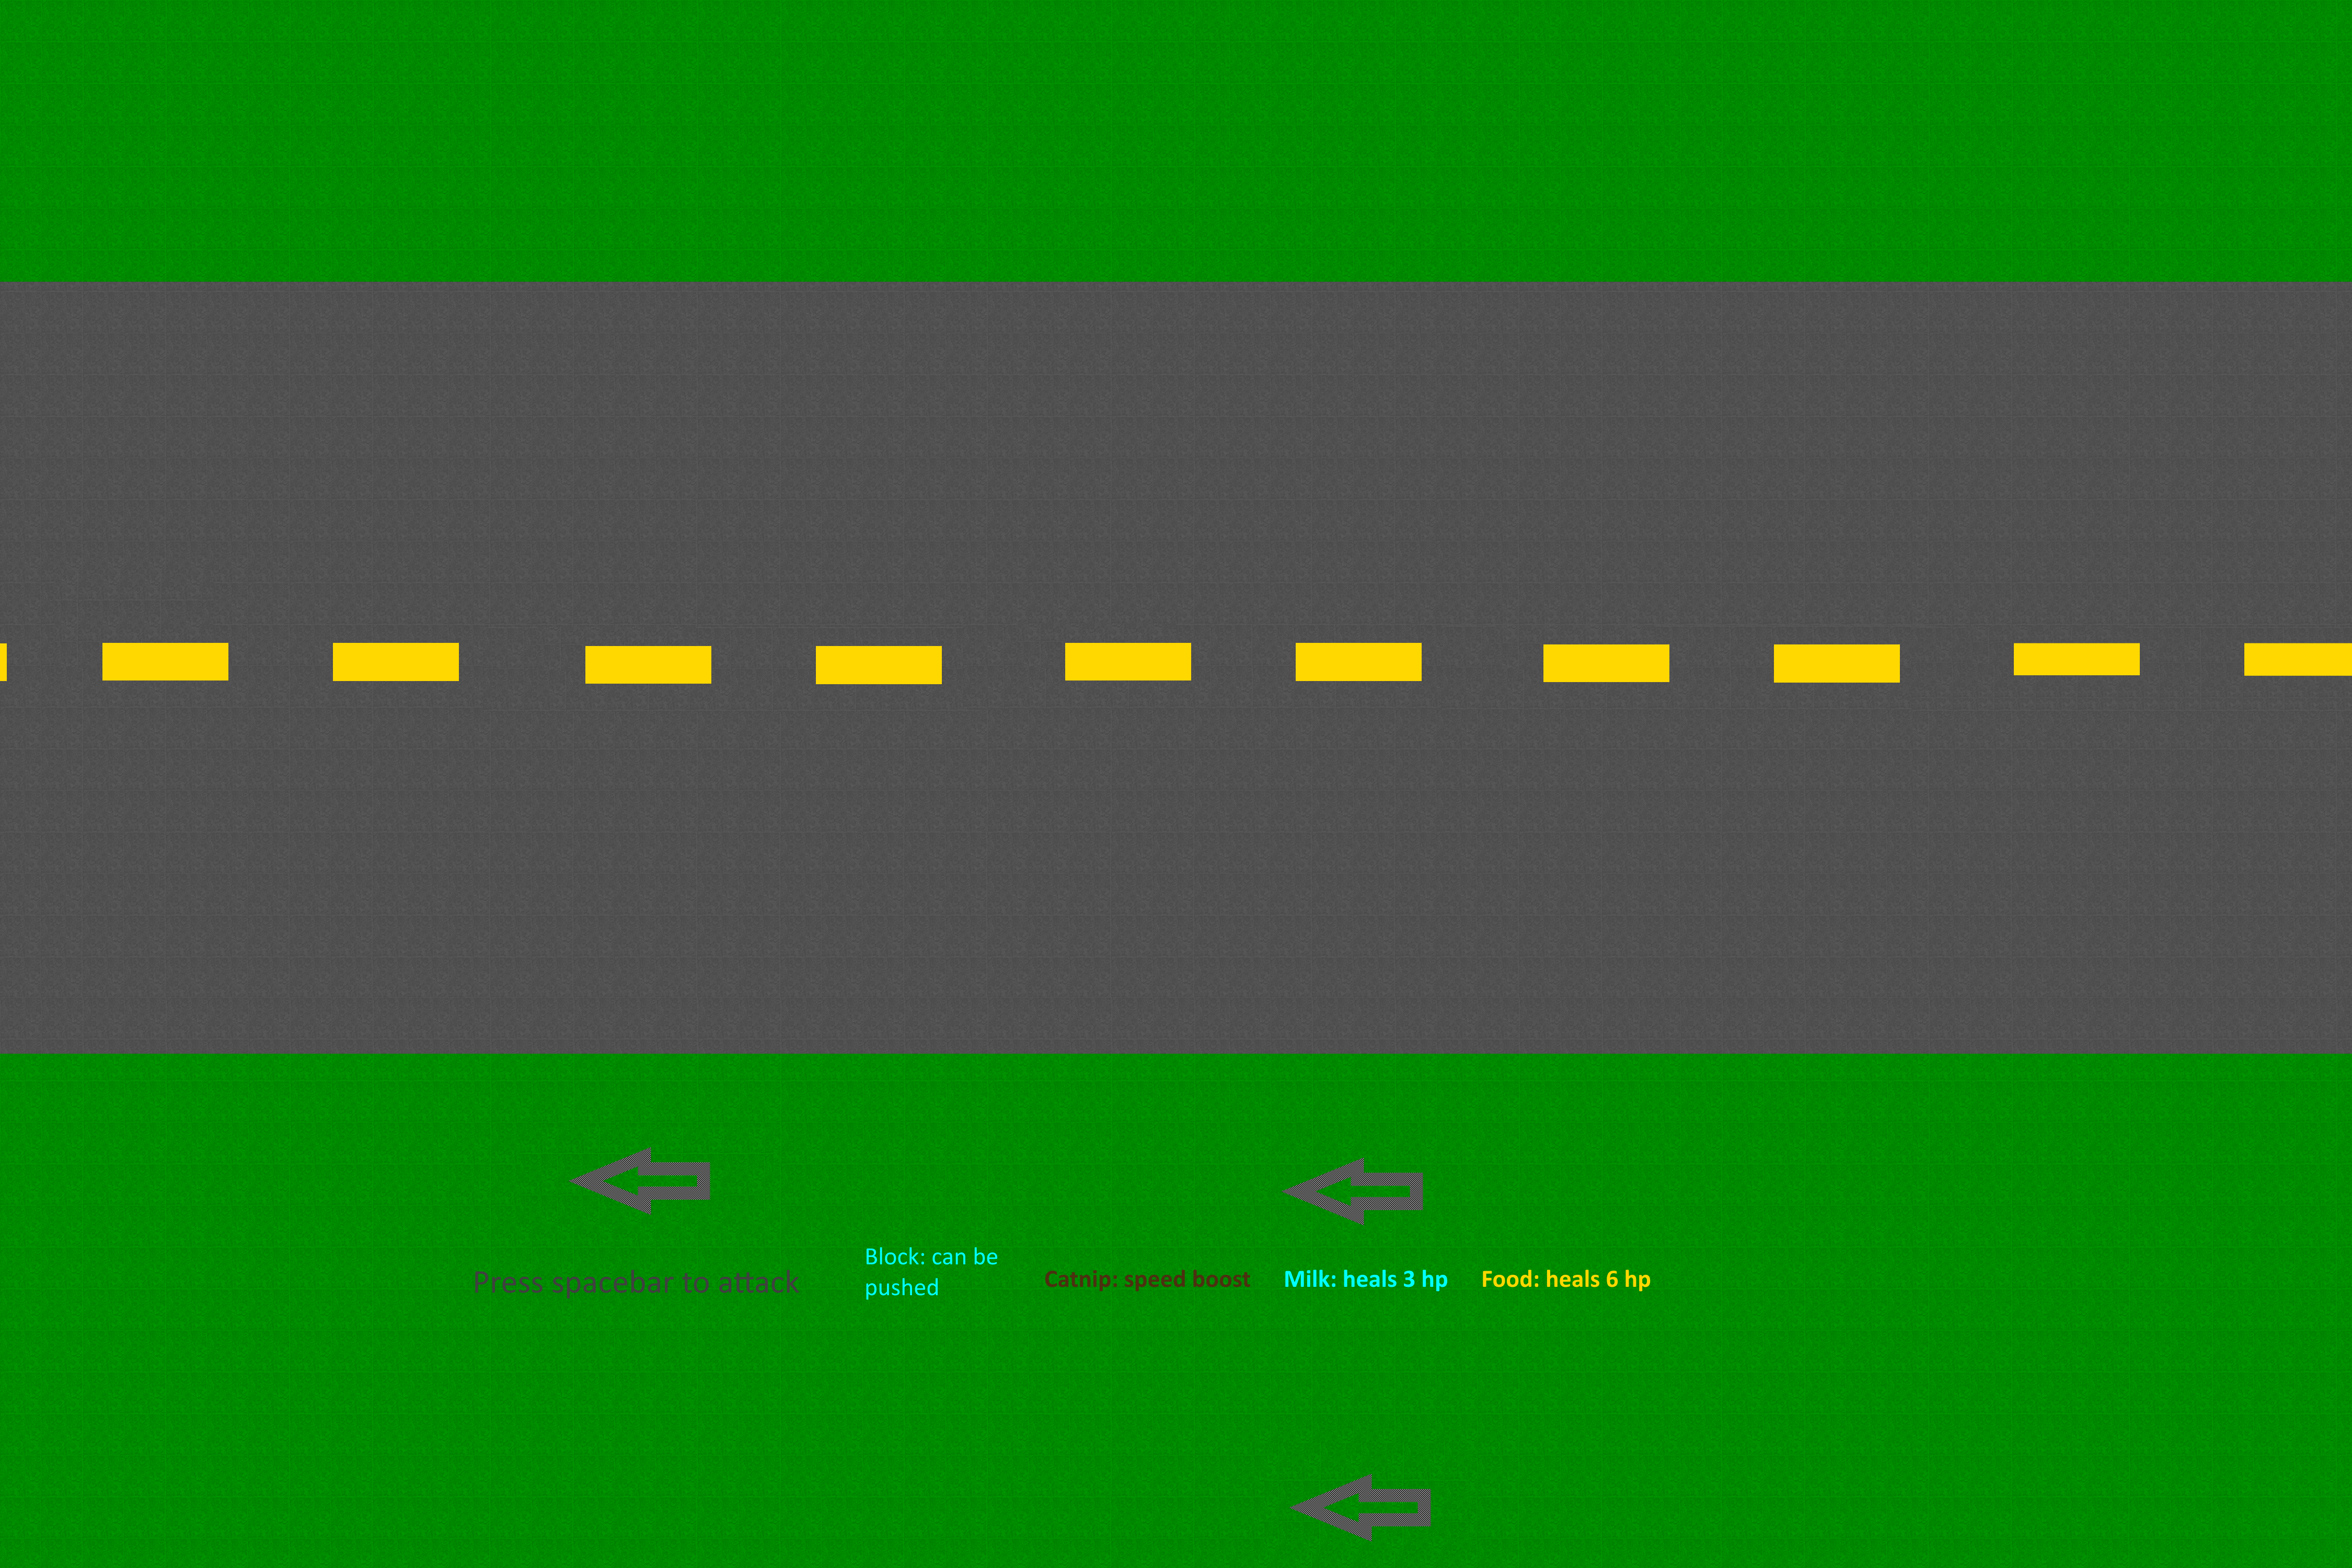 Press spacebar to attack
Block: can be
pushed
Catnip: speed boost
Milk: heals 3 hp
Food: heals 6 hp